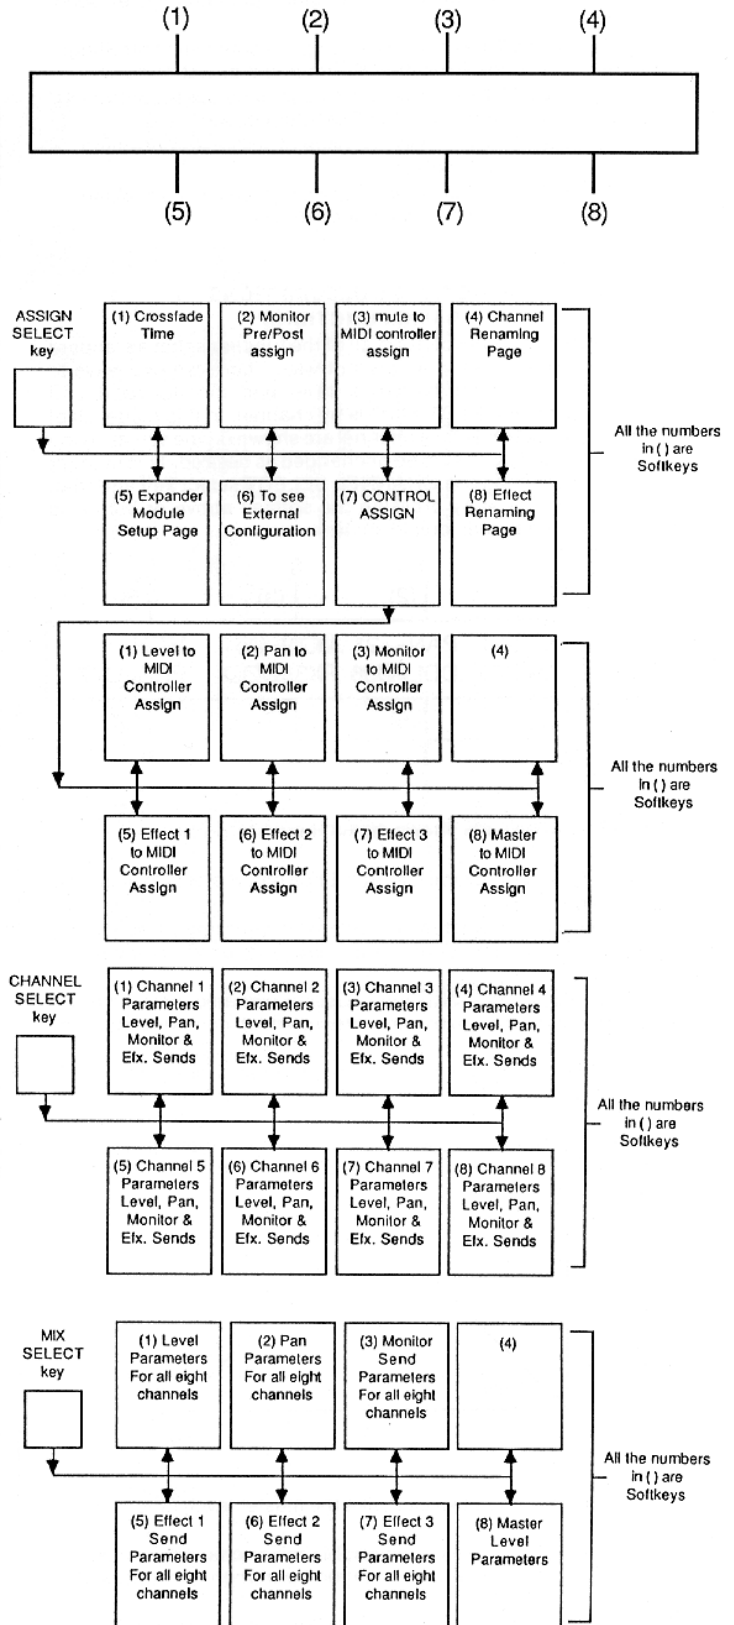 (1)
(2)
(3)
(4)
(5)
(6)
(7)
(8)
ASSIGN
SELECT
key
(1) Crossfade
Time
(2) Monitor
Pre/Post
assign
(3) mute to
MIDI controller
assign
(4) Channel
Renaming
Page
(5) Expander
Module
Setup Page
(6) To see
External
Configuration
(7) CONTROL
ASSIGN
(8) Effect
Renaming
Page
All the numbers
in ( ) are
Softkeys
(1) Level to
MIDI
Controller
Assign
(2) Pan to
MIDI
Controller
Assign
(3) Monitor
to MIDI
Controller
Assign
(4)
(5) Effect 1
to MIDI
Controller
Assign
(6) Effect 2
to MIDI
Controller
Assign
(7) Effect 3
to MIDI
Controller
Assign
(8) Master
to MIDI
Controller
Assign
All the numbers
in ( ) are
Softkeys
CHANNEL
SELECT
key
(1) Channel 1
Parameters
Level, Pan,
Monitor &
Efx. Sends
(2) Channel 2
Parameters
Level, Pan,
Monitor &
Efx. Sends
(3) Channel 3
Parameters
Level, Pan,
Monitor &
Efx. Sends
(4) Channel 4
Parameters
Level, Pan,
Monitor &
Efx. Sends
(5) Channel 5
Parameters
Level, Pan,
Monitor &
Efx. Sends
(6) Channel 6
Parameters
Level, Pan,
Monitor &
Efx. Sends
(7) Channel 7
Parameters
Level, Pan,
Monitor &
Efx. Sends
(8) Channel 8
Parameters
Level, Pan,
Monitor &
Efx. Sends
All the numbers
in ( ) are
Softkeys
MIX
SELECT
key
(1) Level
Parameters
For all eight
channels
(2) Pan
Parameters
For all eight
channels
(3) Monitor
Send
Parameters
For all eight
channels
(4)
(5) Effect 1
Send
Parameters
For all eight
channels
(6) Effect 2
Send
Parameters
For all eight
channels
(7) Effect 3
Send
Parameters
For all eight
channels
(8) Master
Level
Parameters
All the numbers
in ( ) are
Softkeys